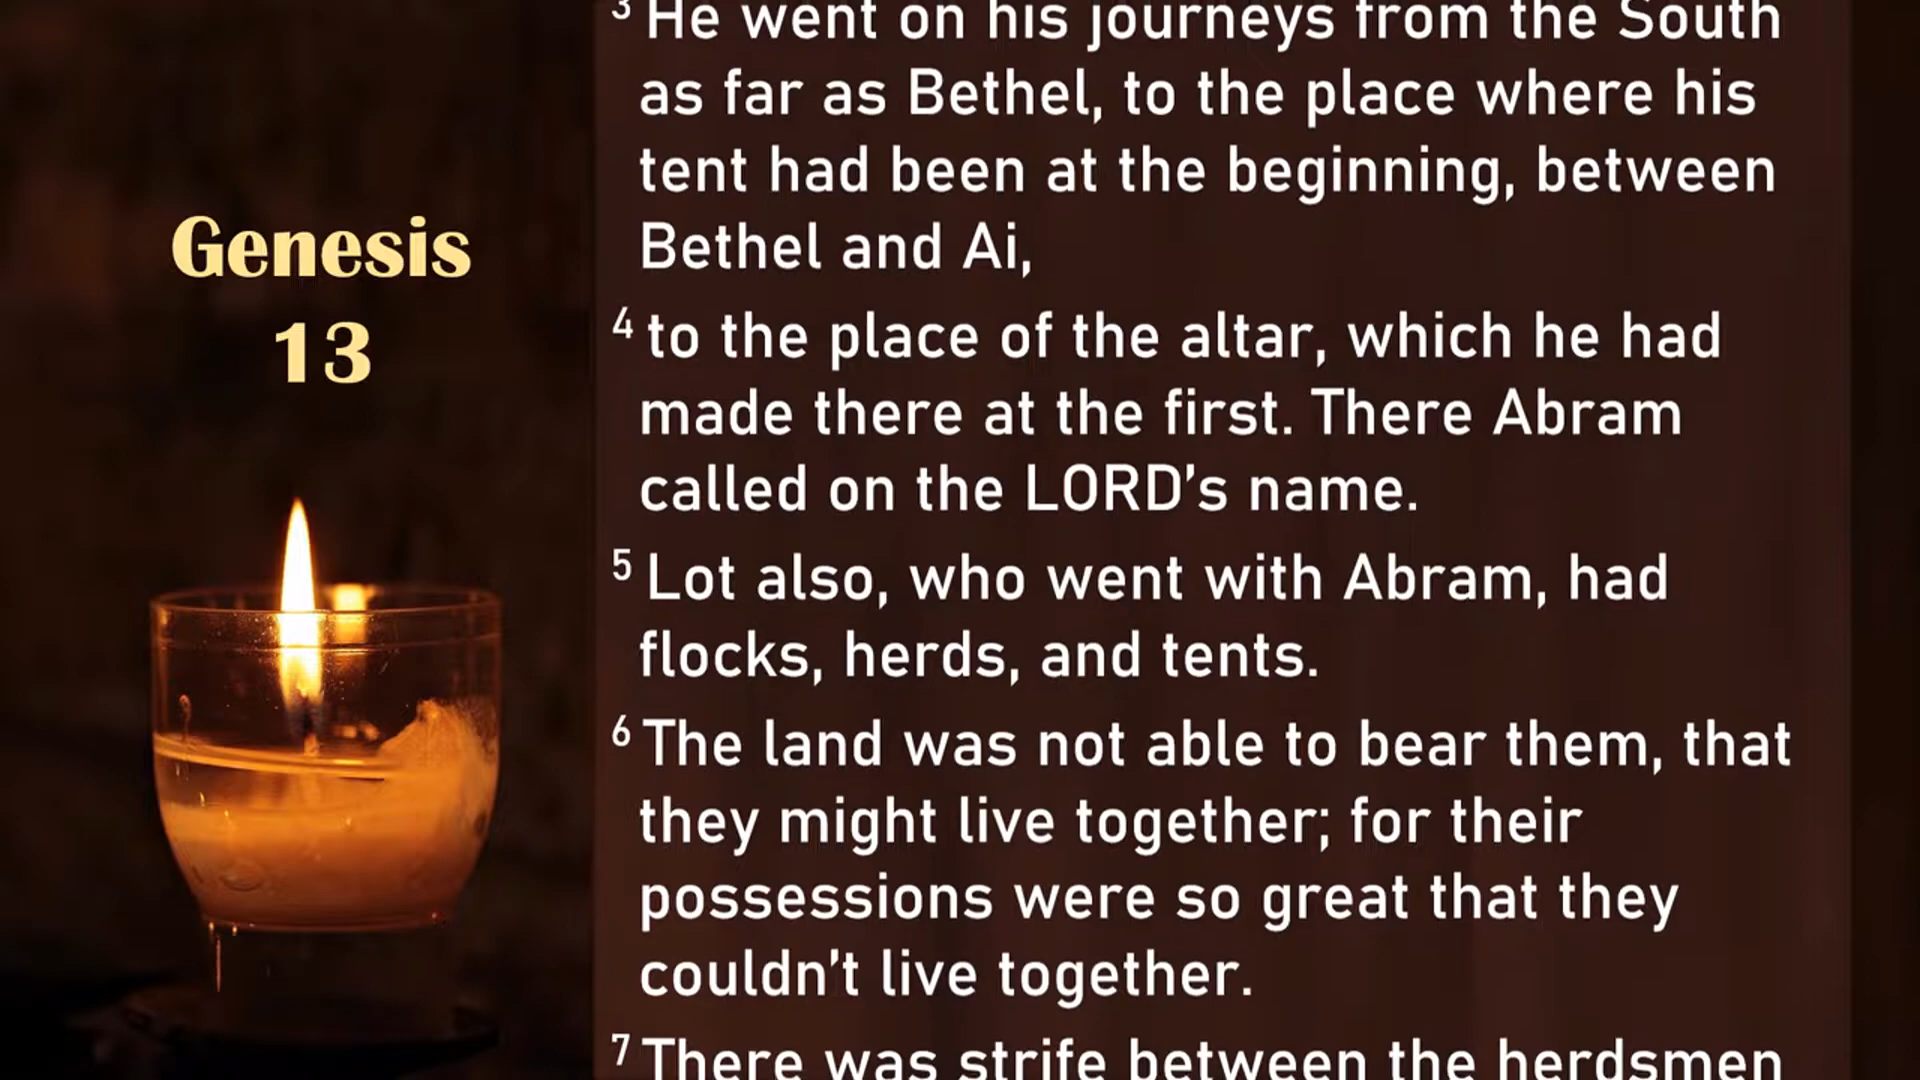 Genesis
13
3 He went on his journeys from the South
as far as Bethel, to the place where his
tent had been at the beginning, between
Bethel and Ai,
4 to the place of the altar, which he had
made there at the first. There Abram
called on the LORD’s name.
5 Lot also, who went with Abram, had
flocks, herds, and tents.
6 The land was not able to bear them, that
they might live together; for their
possessions were so great that they
couldn’t live together.
7 There was strife between the herdsmen